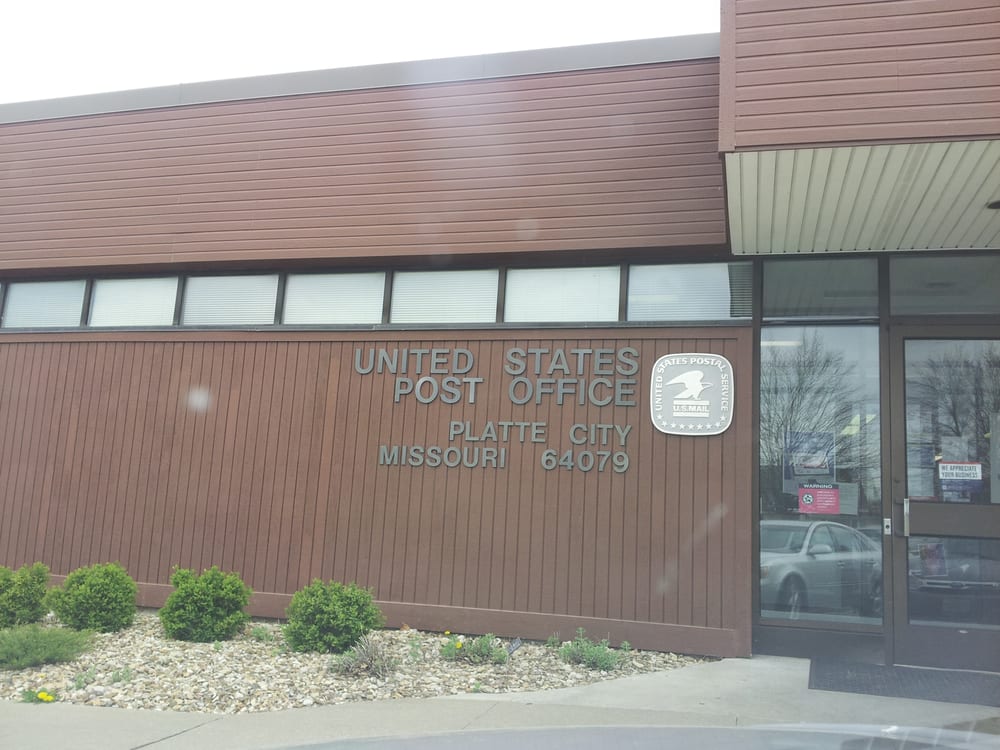 UNITED STATES
POST OFFICE
PLATTE CITY
MISSOURI 64079
UNITED STATES POSTAL SERVICE
U.S.MAIL
WARNING
WE APPRECIATE
YOUR BUSINESS